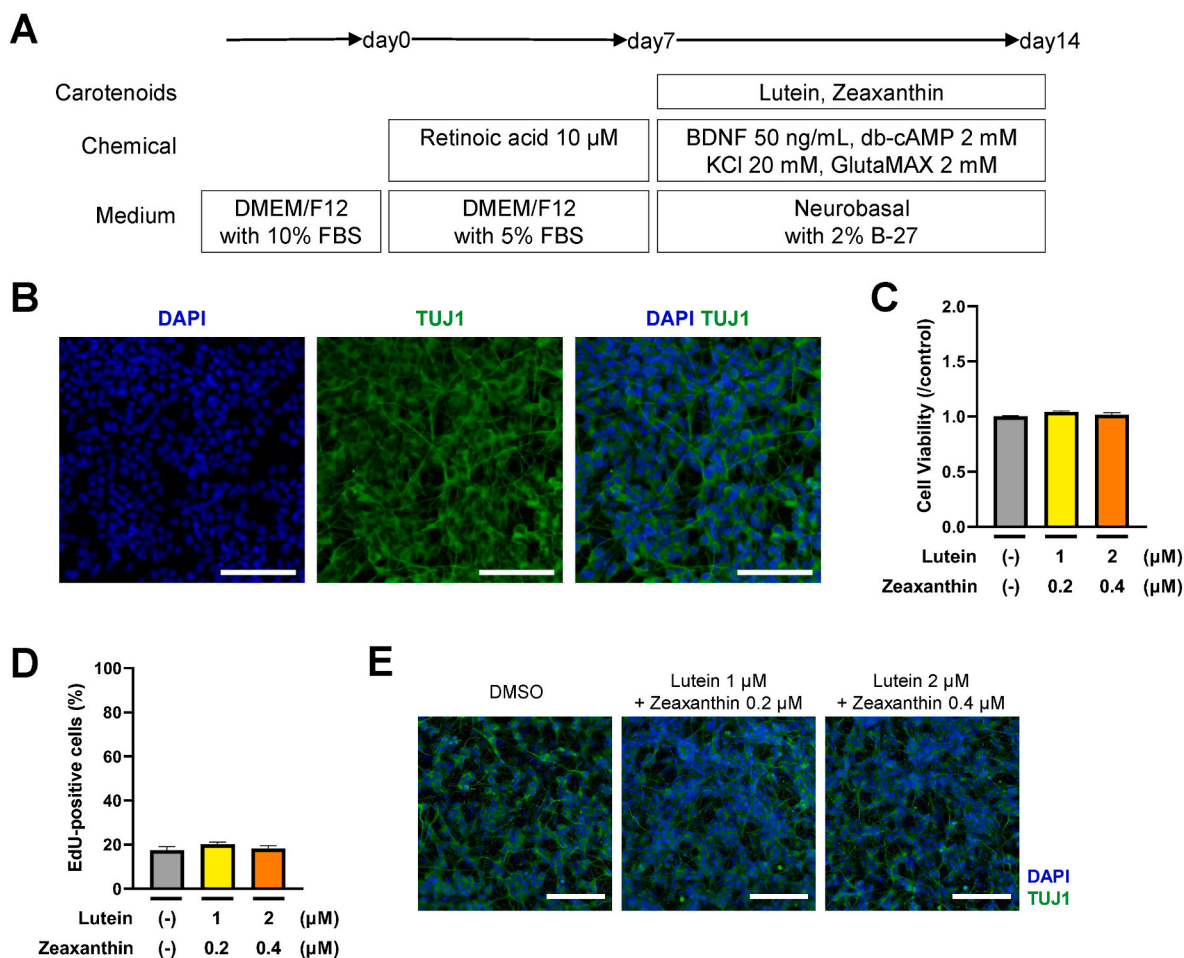 A
day0
day7
day14
Carotenoids
Lutein, Zeaxanthin
Chemical
Retinoic acid 10 µM
BDNF 50 ng/mL, db-cAMP 2 mM
KCl 20 mM, GlutaMAX 2 mM
Medium
DMEM/F12
with 10% FBS
DMEM/F12
with 5% FBS
Neurobasal
with 2% B-27
B
DAPI
TUJ1
DAPI TUJ1
C
Cell Viability (/control)
2.0
1.5
1.0
0.5
0.0
Lutein (-) 1 2 (µM)
Zeaxanthin (-) 0.2 0.4 (µM)
D
EdU-positive cells (%)
100
80
60
40
20
0
Lutein (-) 1 2 (µM)
Zeaxanthin (-) 0.2 0.4 (µM)
E
DMSO
Lutein 1 µM
+ Zeaxanthin 0.2 µM
Lutein 2 µM
+ Zeaxanthin 0.4 µM
DAPI
TUJ1